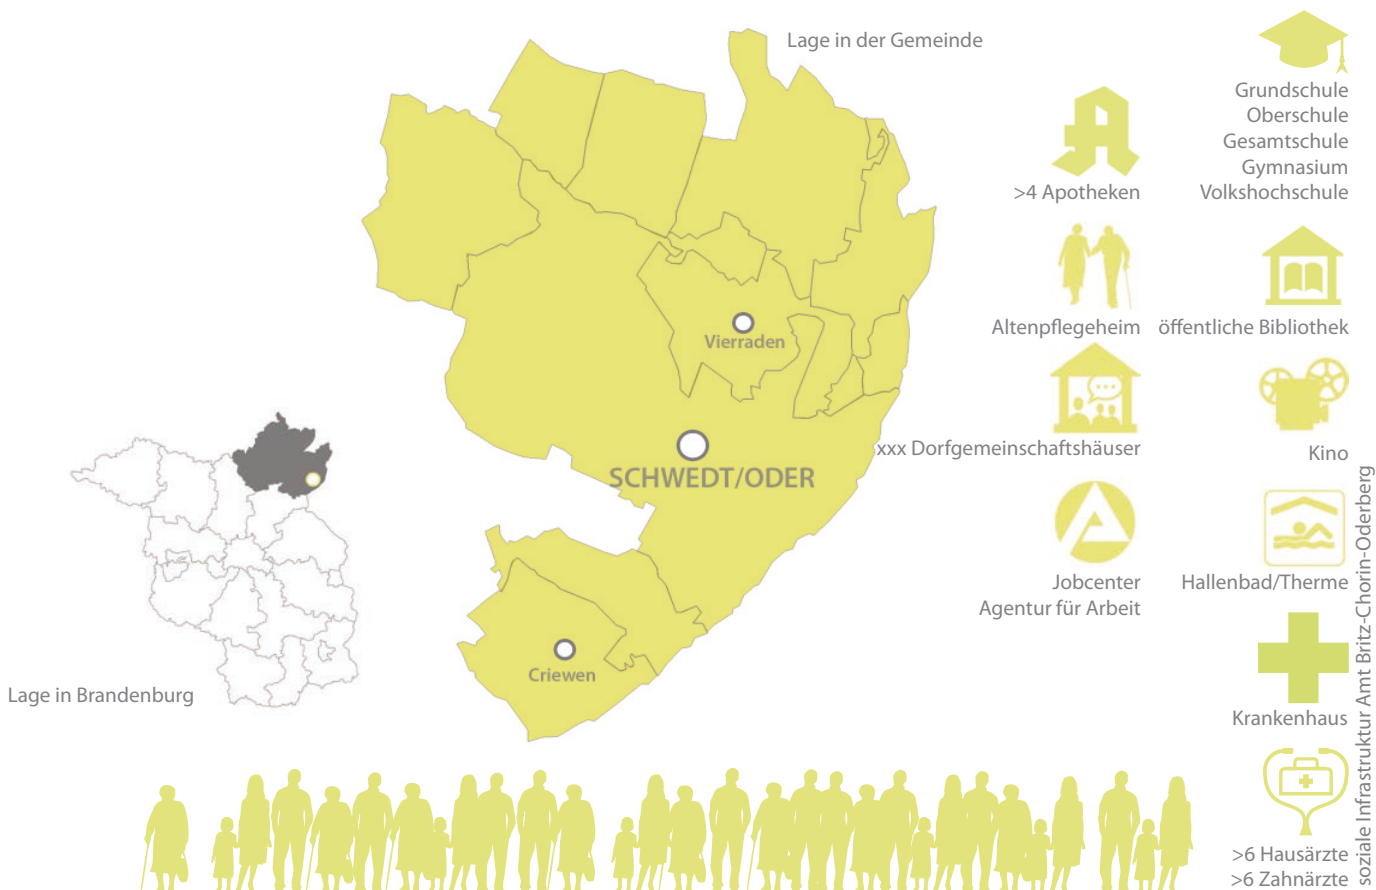 Lage in der Gemeinde
Vierraden
SCHWEDT/ODER
Criewen
Lage in Brandenburg
>4 Apotheken
Grundschule
Oberschule
Gesamtschule
Gymnasium
Volkshochschule
Altenpflegeheim
öffentliche Bibliothek
xxx Dorfgemeinschaftshäuser
Kino
Jobcenter
Agentur für Arbeit
Hallenbad/Therme
Krankenhaus
>6 Hausärzte
>6 Zahnärzte
soziale Infrastruktur Amt Britz-Chorin-Oderberg